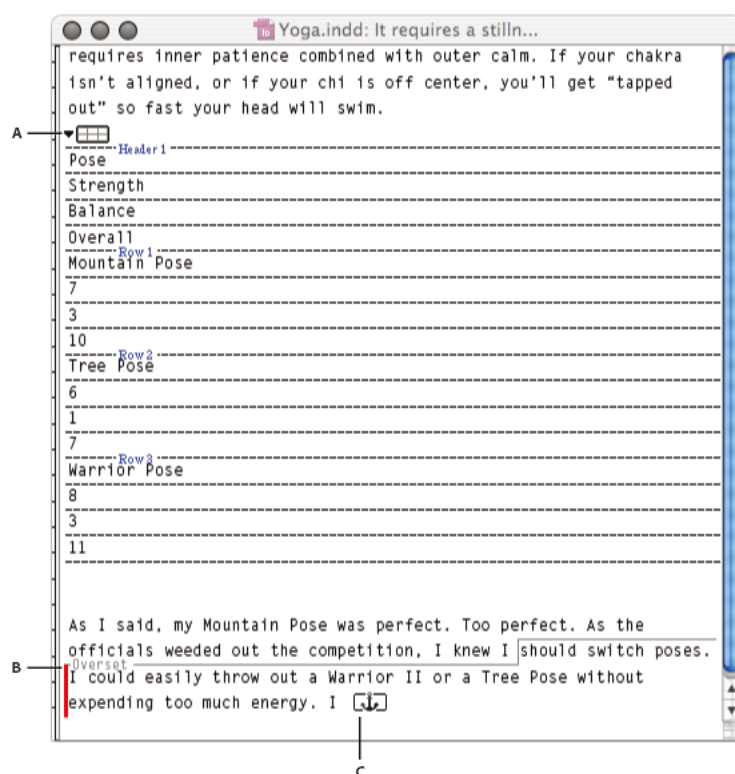 Yoga.indd: It requires a stilln...
requires inner patience combined with outer calm. If your chakra
isn't aligned, or if your chi is off center, you'll get “tapped
out” so fast your head will swim.
A
Header 1
Pose
Strength
Balance
Overall
Row 1
Mountain Pose
7
3
10
Row 2
Tree Pose
6
1
7
Row 3
Warrior Pose
8
3
11
As I said, my Mountain Pose was perfect. Too perfect. As the
officials weeded out the competition, I knew I should switch poses.
B
Overset
I could easily throw out a Warrior II or a Tree Pose without
expending too much energy. I
C